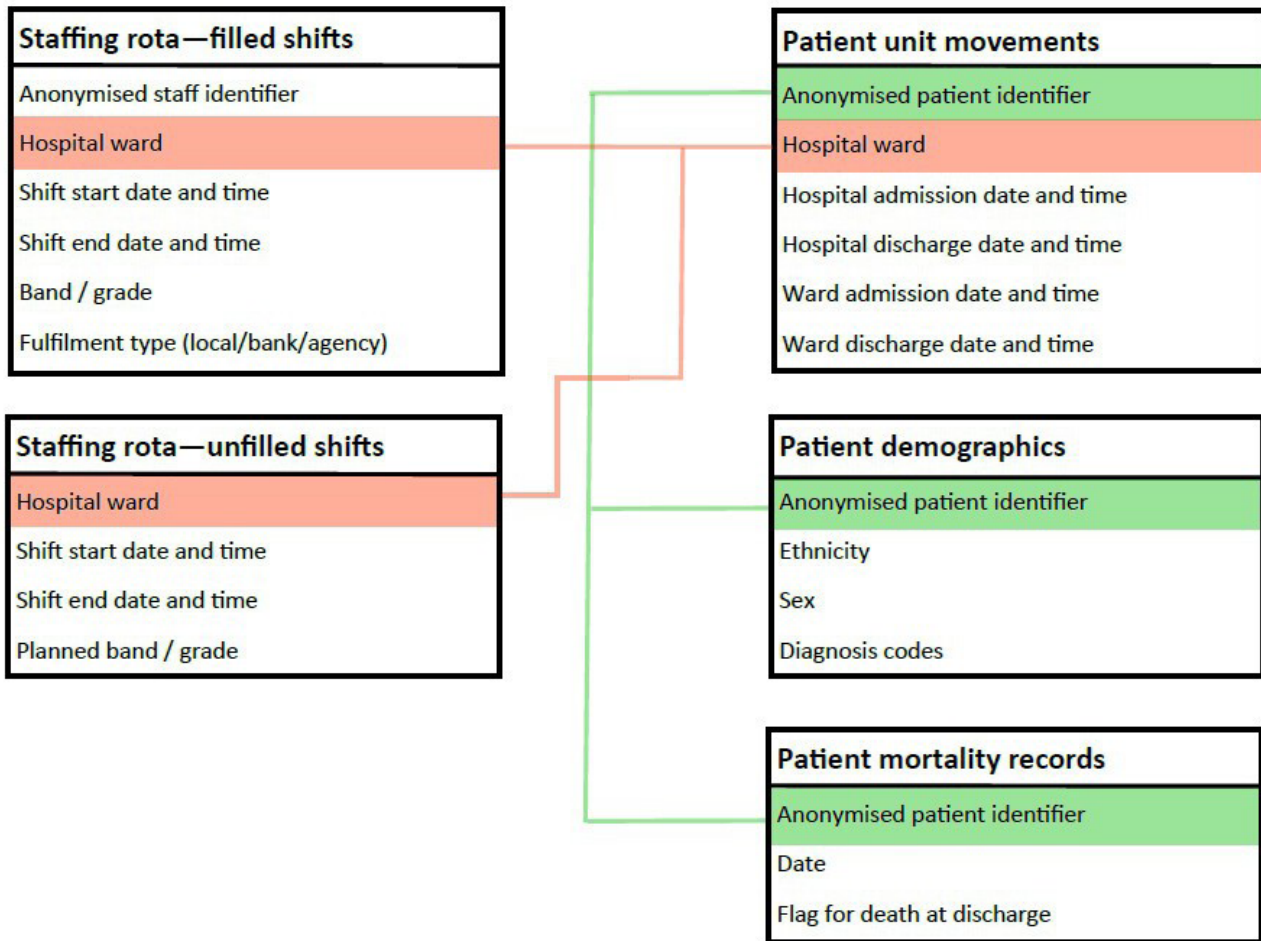 Staffing rota—filled shifts
Anonymised staff identifier
Hospital ward
Shift start date and time
Shift end date and time
Band / grade
Fulfilment type (local/bank/agency)
Staffing rota—unfilled shifts
Hospital ward
Shift start date and time
Shift end date and time
Planned band / grade
Patient unit movements
Anonymised patient identifier
Hospital ward
Hospital admission date and time
Hospital discharge date and time
Ward admission date and time
Ward discharge date and time
Patient demographics
Anonymised patient identifier
Ethnicity
Sex
Diagnosis codes
Patient mortality records
Anonymised patient identifier
Date
Flag for death at discharge